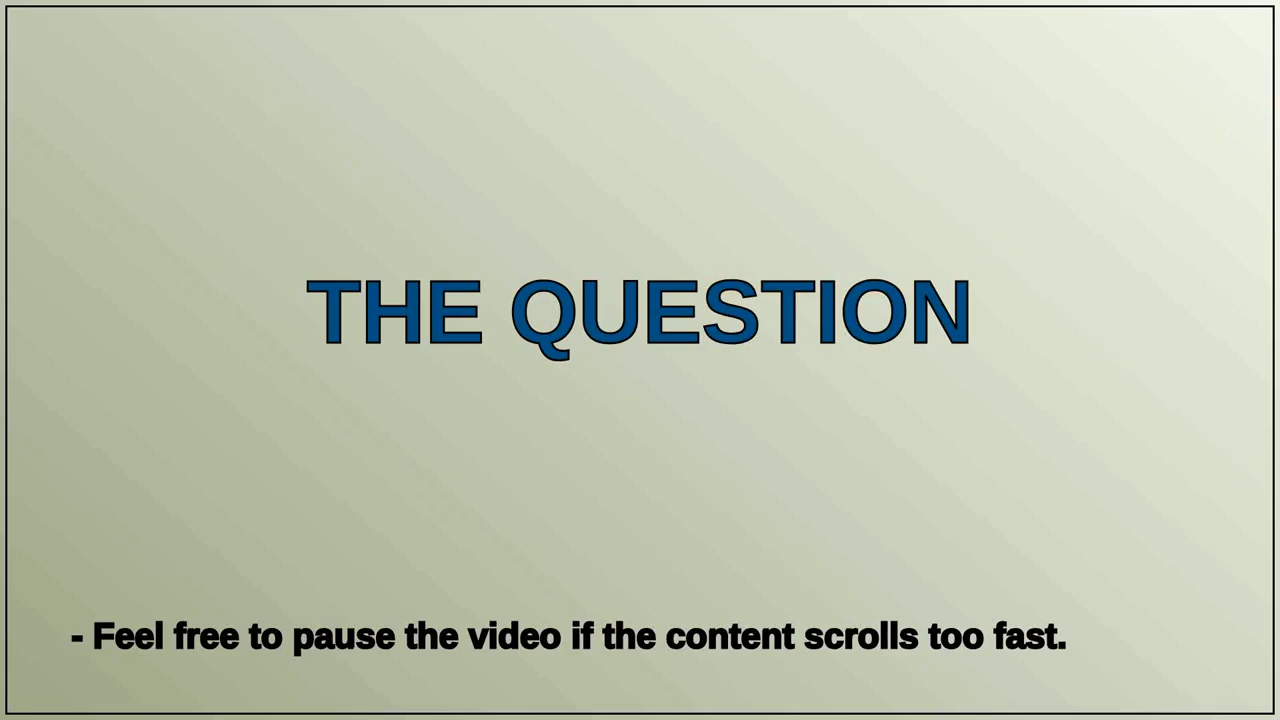 THE QUESTION
- Feel free to pause the video if the content scrolls too fast.